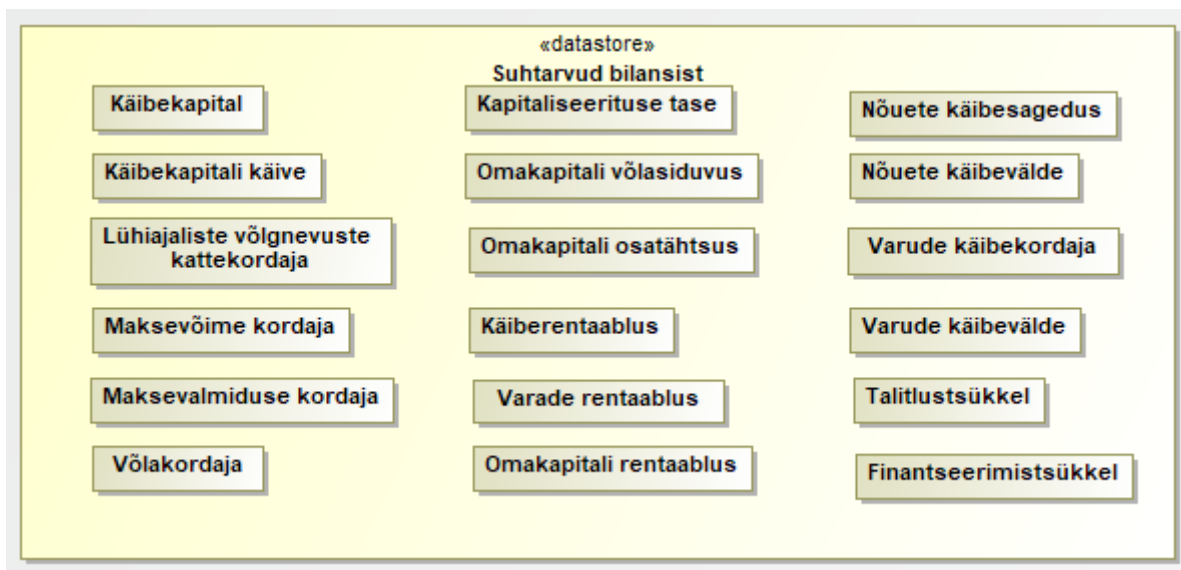 «datastore»
Suhtarvud bilansist
Käibekapital
Käibekapitali käive
Lühiajaliste võlgnevuste
kattekordaja
Maksevõime kordaja
Maksevalmiduse kordaja
Võlakordaja
Kapitaliseerituse tase
Omakapitali võlasiduvus
Omakapitali osatähtsus
Käiberentaablus
Varade rentaablus
Omakapitali rentaablus
Nõuete käibesagedus
Nõuete käibevälde
Varude käibekordaja
Varude käibevälde
Talitlustsükkel
Finantseerimistsükkel